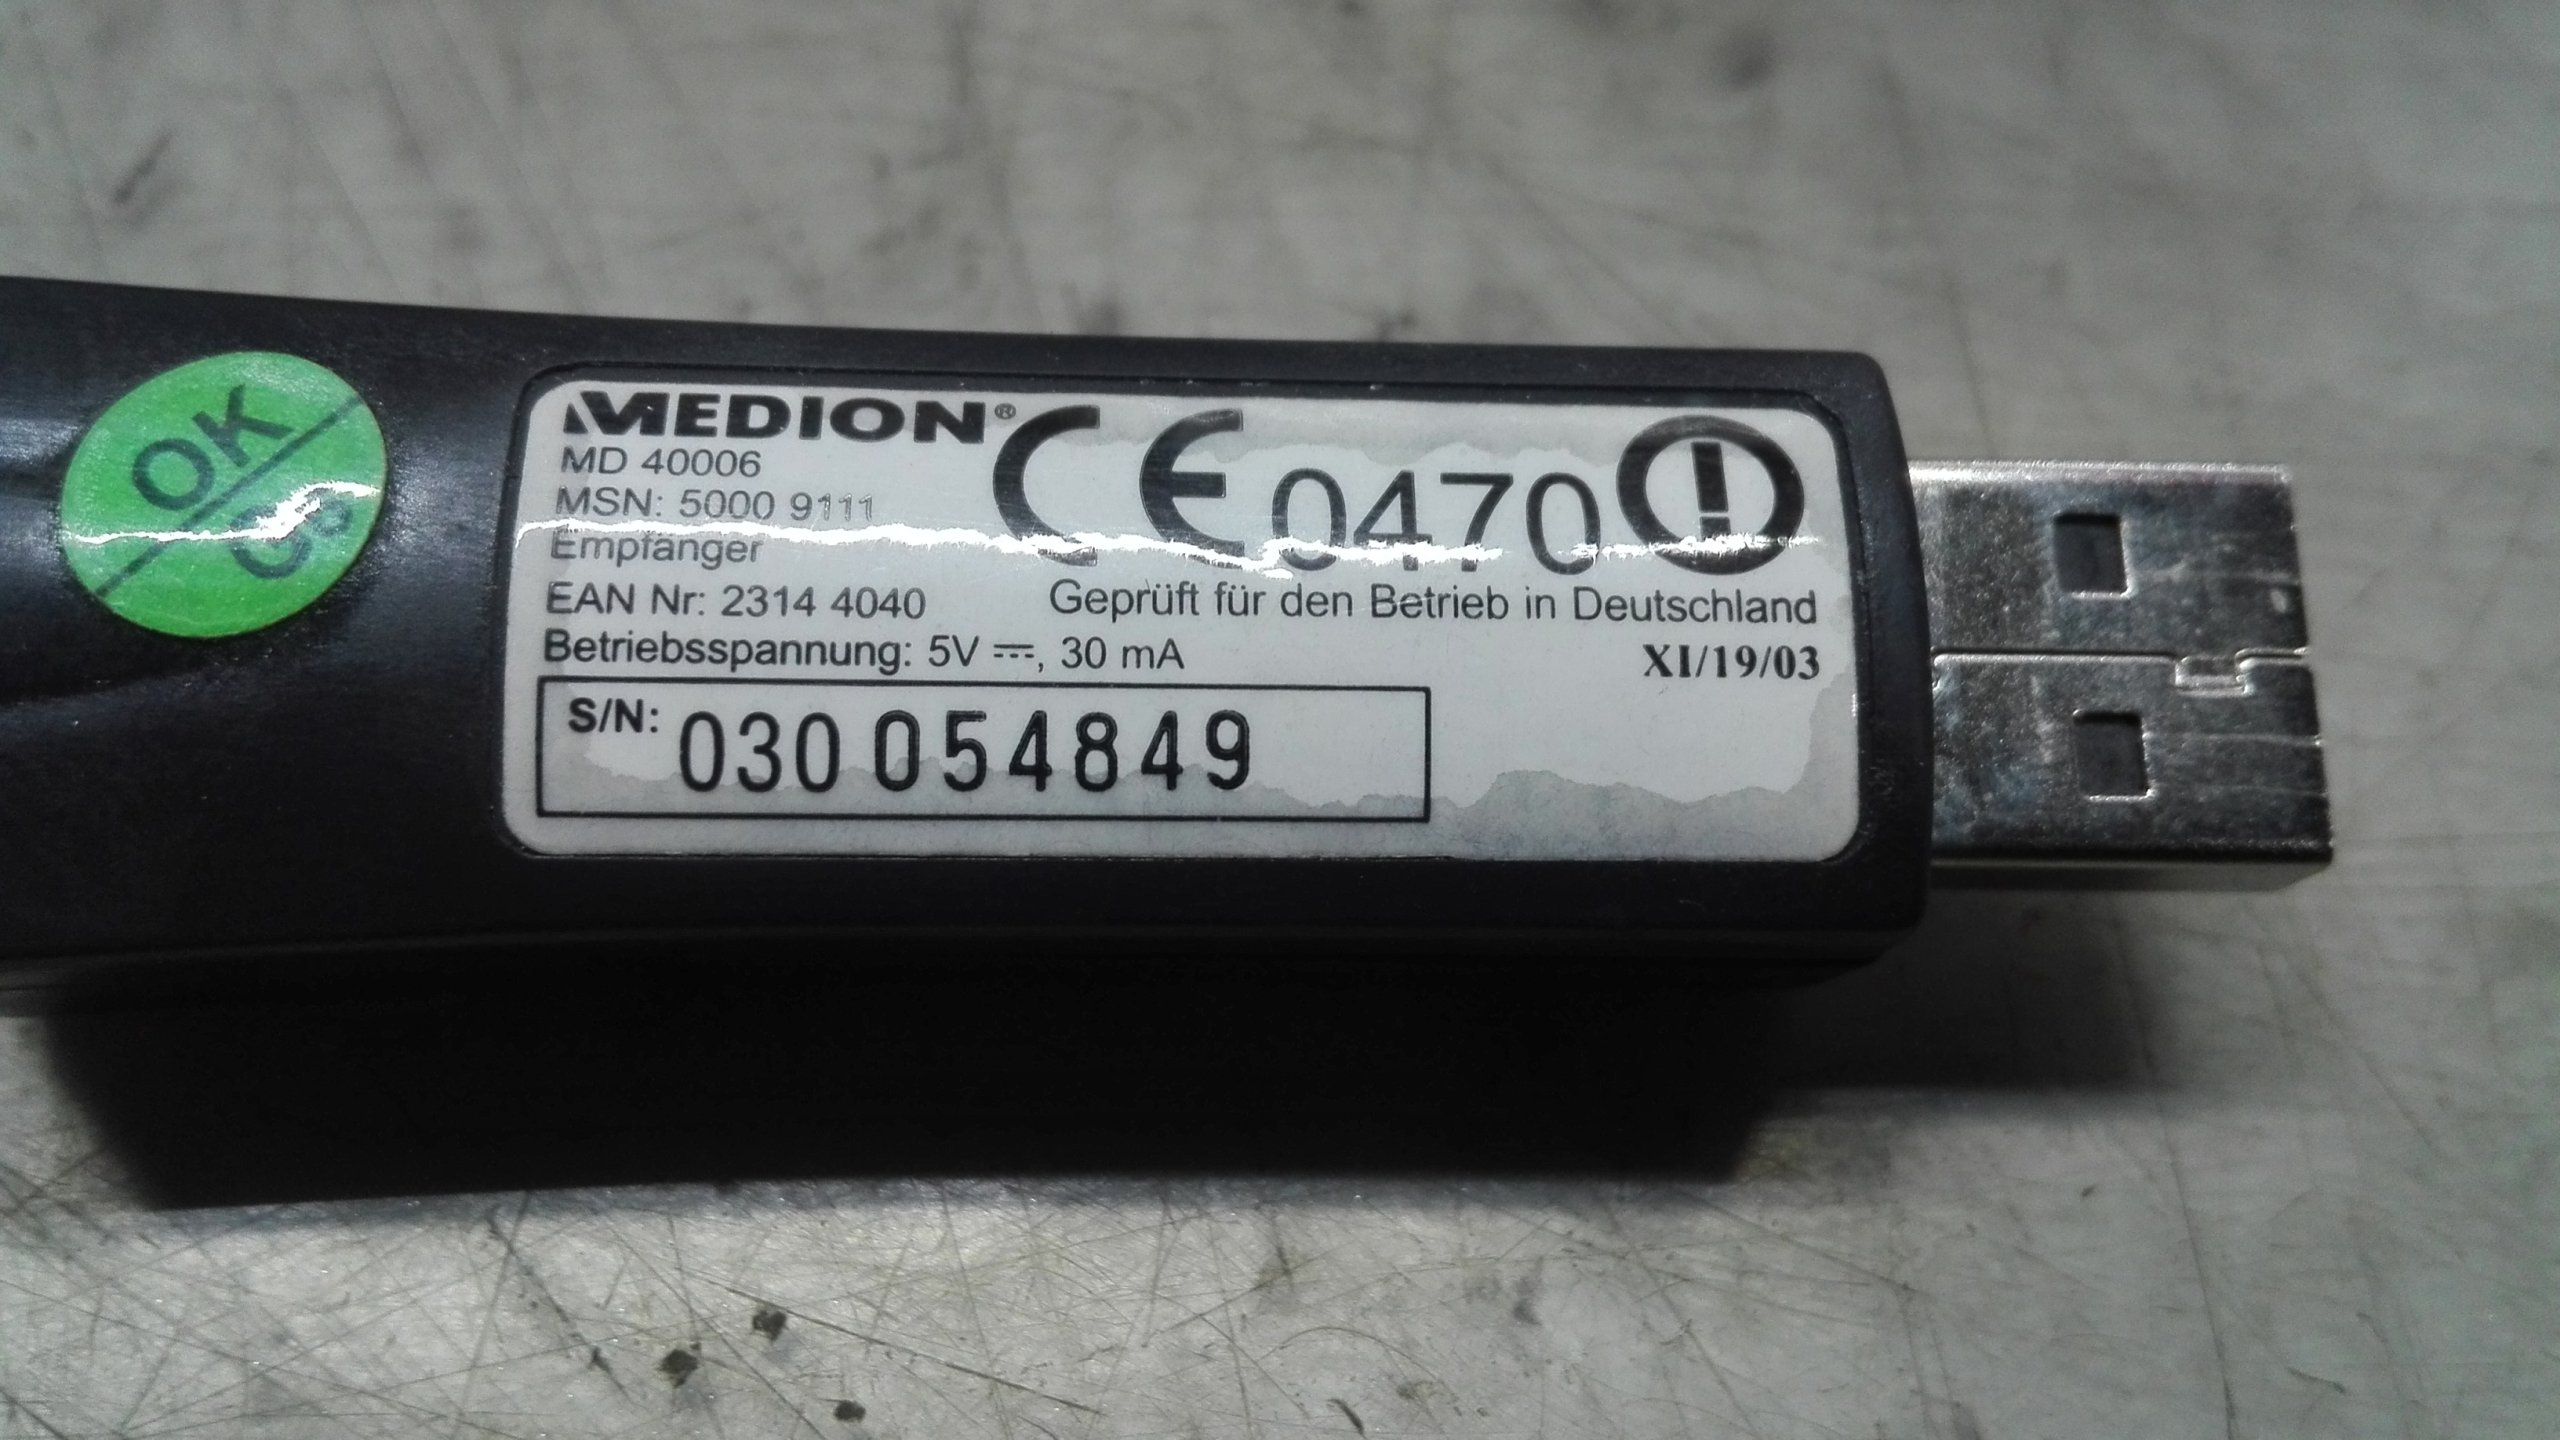 OK
G8
MEDION®
MD 40006
MSN: 5000 9111
Empfänger
CE 0470
EAN Nr: 2314 4040
Geprüft für den Betrieb in Deutschland
Betriebsspannung: 5V ⎓, 30 mA
XI/19/03
S/N: 030 054849